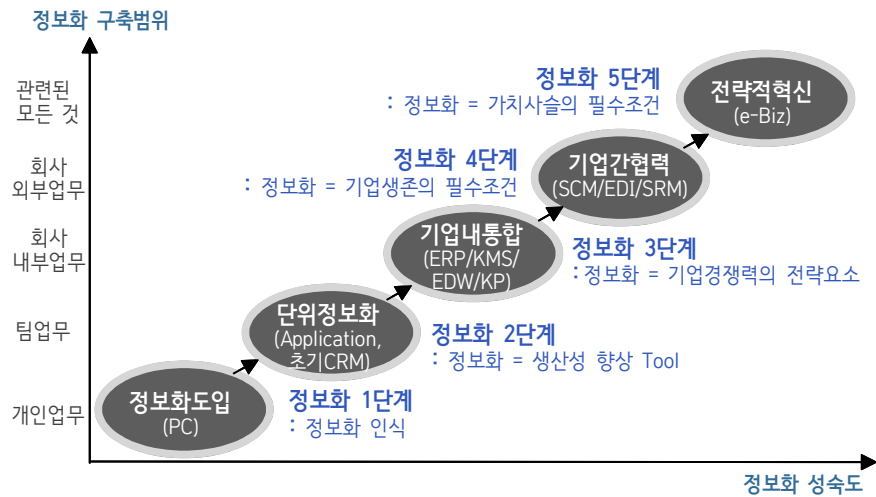 정보화 구축범위
관련된
모든 것
회사
외부업무
회사
내부업무
팀업무
개인업무
정보화 5단계
: 정보화 = 가치사슬의 필수조건
전략적혁신
(e-Biz)
정보화 4단계
: 정보화 = 기업생존의 필수조건
기업간협력
(SCM/EDI/SRM)
기업내통합
(ERP/KMS/
EDW/KP)
정보화 3단계
:정보화 = 기업경쟁력의 전략요소
단위정보화
(Application,
초기CRM)
정보화 2단계
: 정보화 = 생산성 향상 Tool
정보화도입
(PC)
정보화 1단계
: 정보화 인식
정보화 성숙도